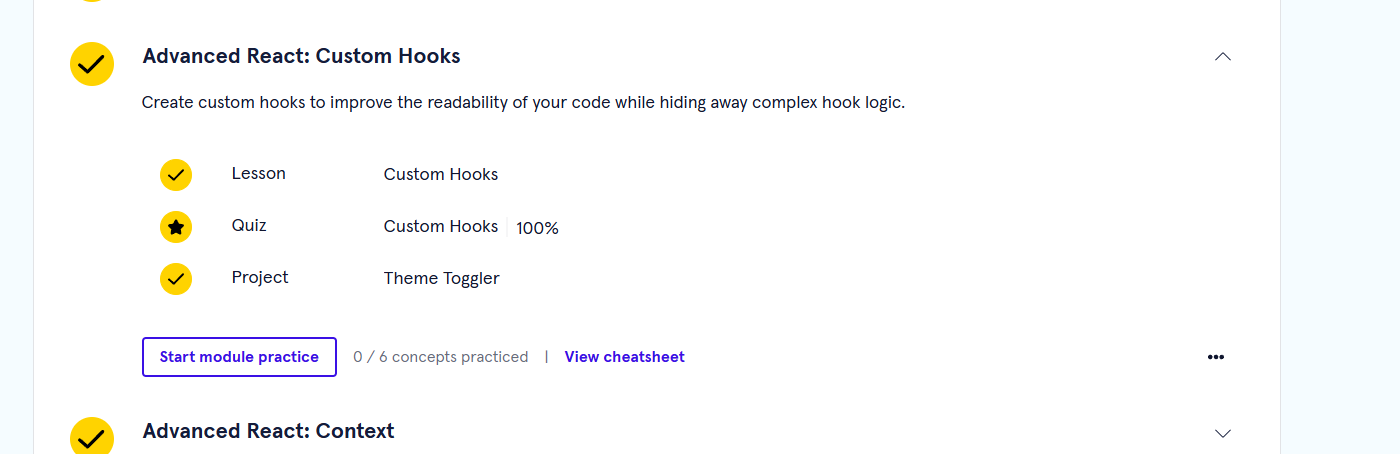 Advanced React: Custom Hooks
Create custom hooks to improve the readability of your code while hiding away complex hook logic.
Lesson Custom Hooks
Quiz Custom Hooks 100%
Project Theme Toggler
Start module practice 0 / 6 concepts practiced | View cheatsheet
Advanced React: Context